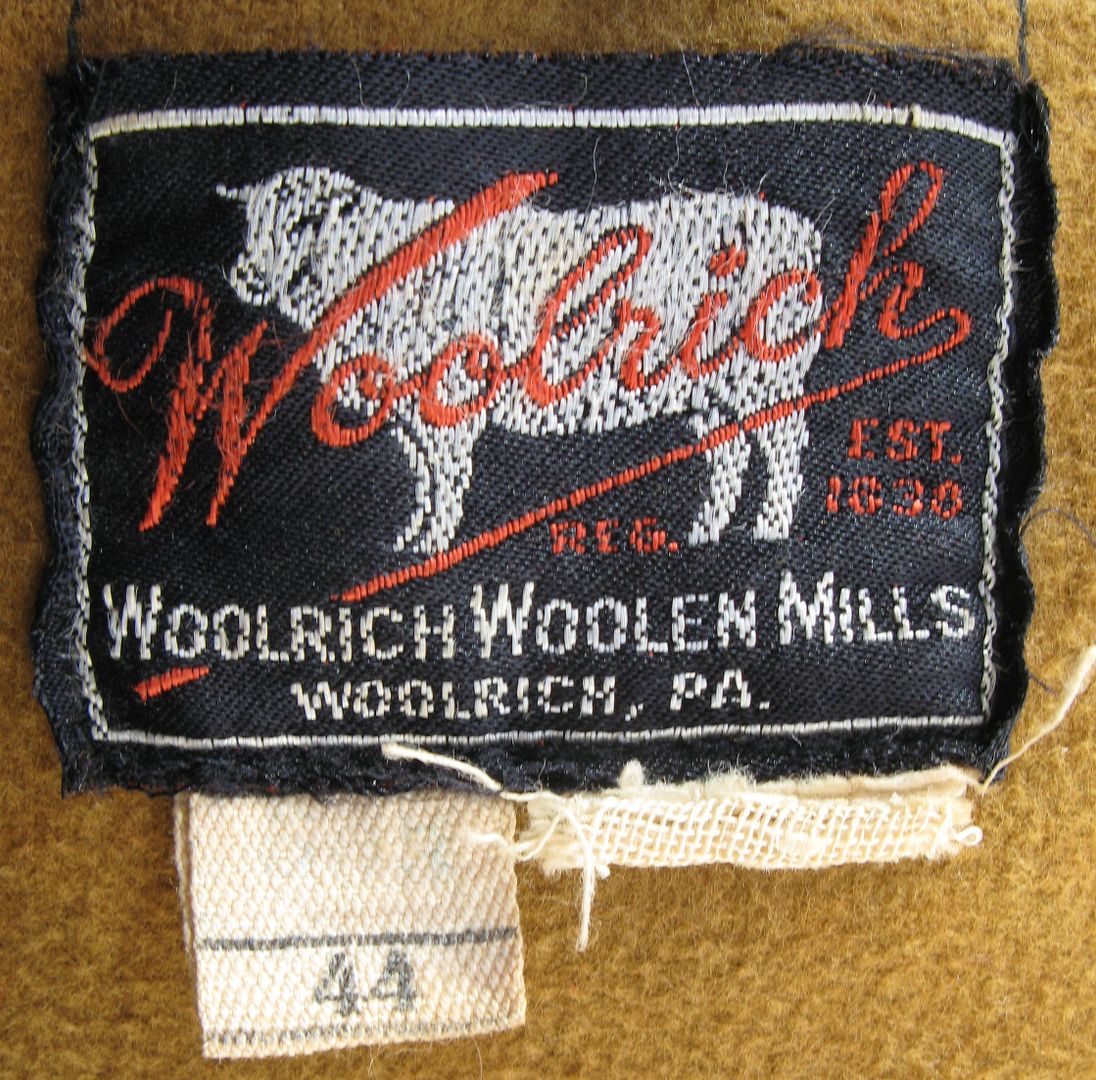 Woolrich
EST.
1830
REG.
WOOLRICH WOOLEN MILLS
WOOLRICH, PA.
44